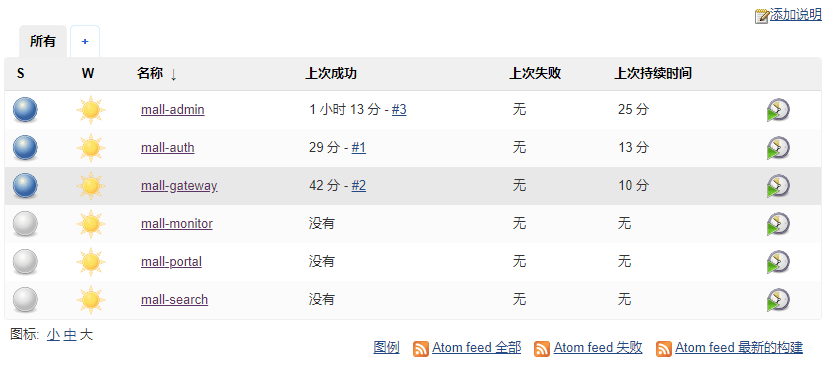 添加说明
所有 +
S W 名称 ↓ 上次成功 上次失败 上次持续时间
mall-admin 1 小时 13 分 - #3 无 25 分
mall-auth 29 分 - #1 无 13 分
mall-gateway 42 分 - #2 无 10 分
mall-monitor 没有 无 无
mall-portal 没有 无 无
mall-search 没有 无 无
图标: 小 中 大
图例 Atom feed 全部 Atom feed 失败 Atom feed 最新的构建